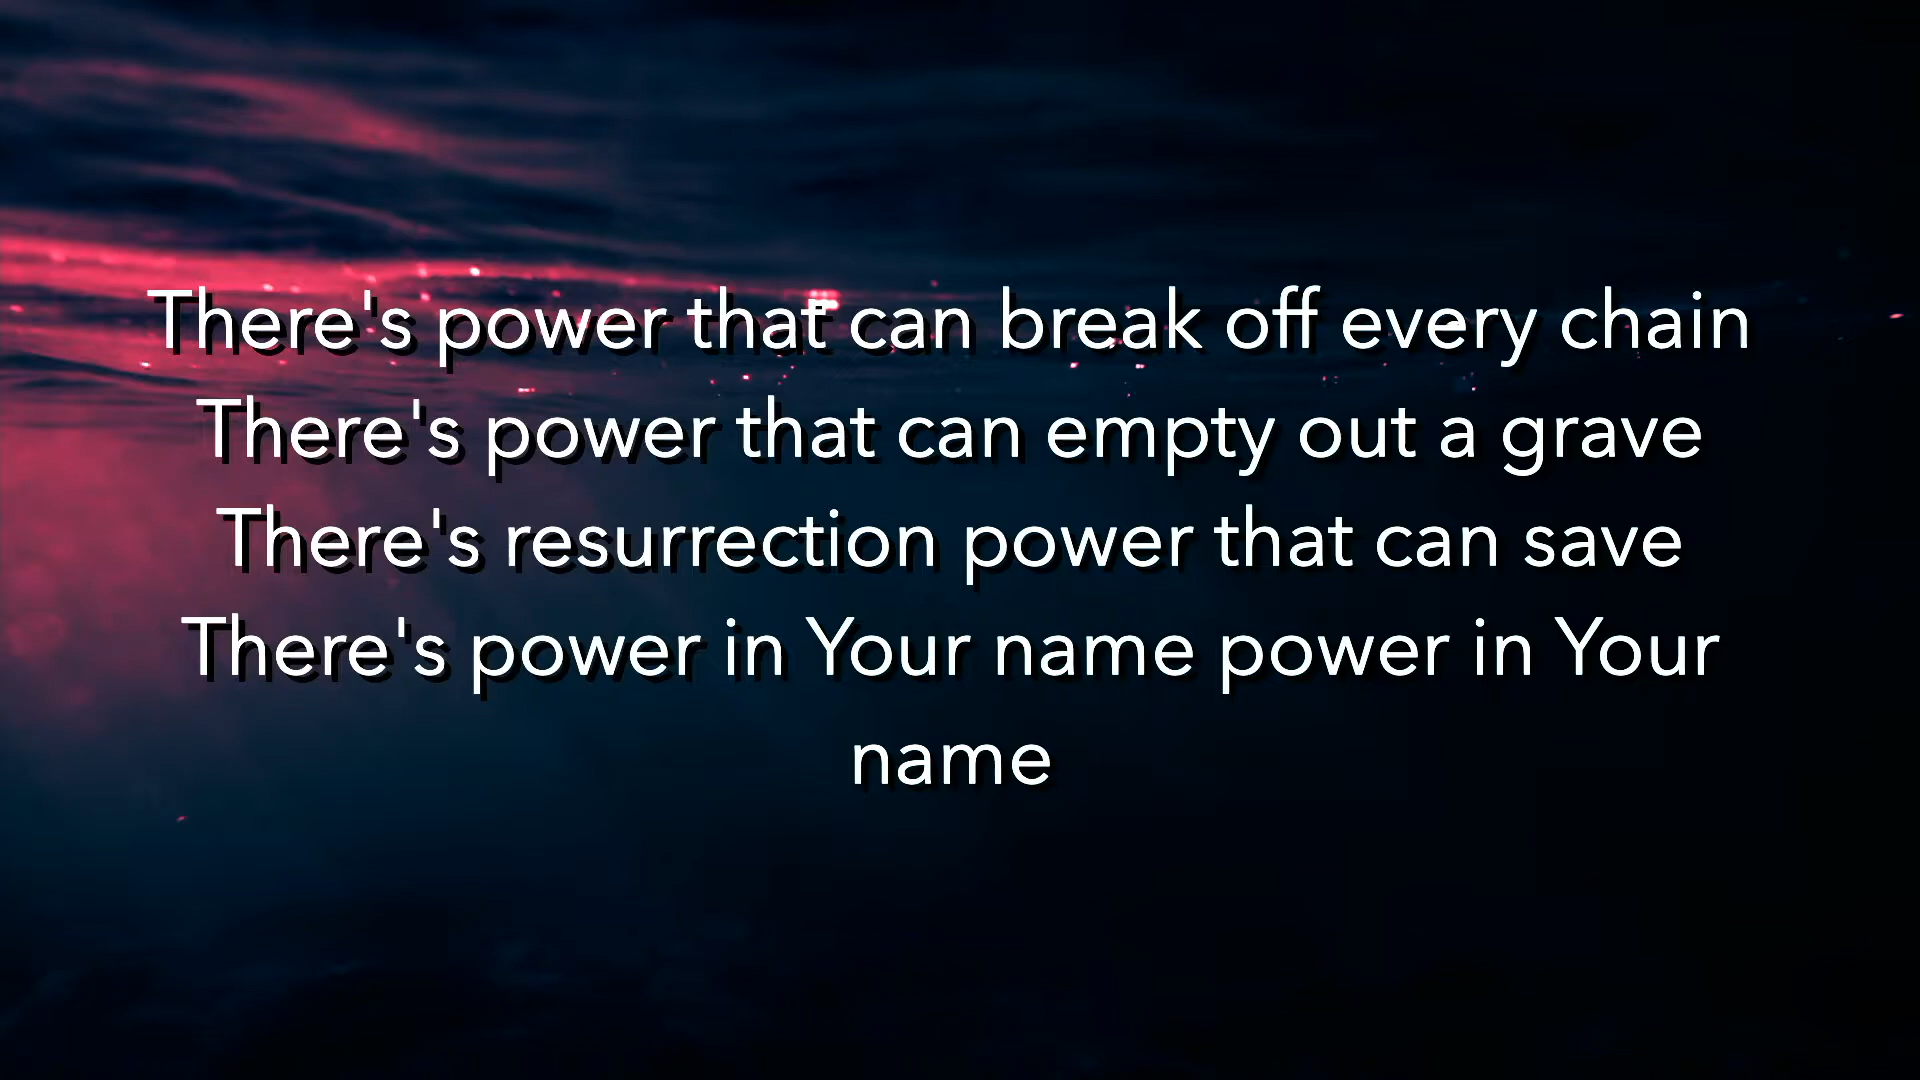 There's power that can break off every chain
There's power that can empty out a grave
There's resurrection power that can save
There's power in Your name power in Your
name